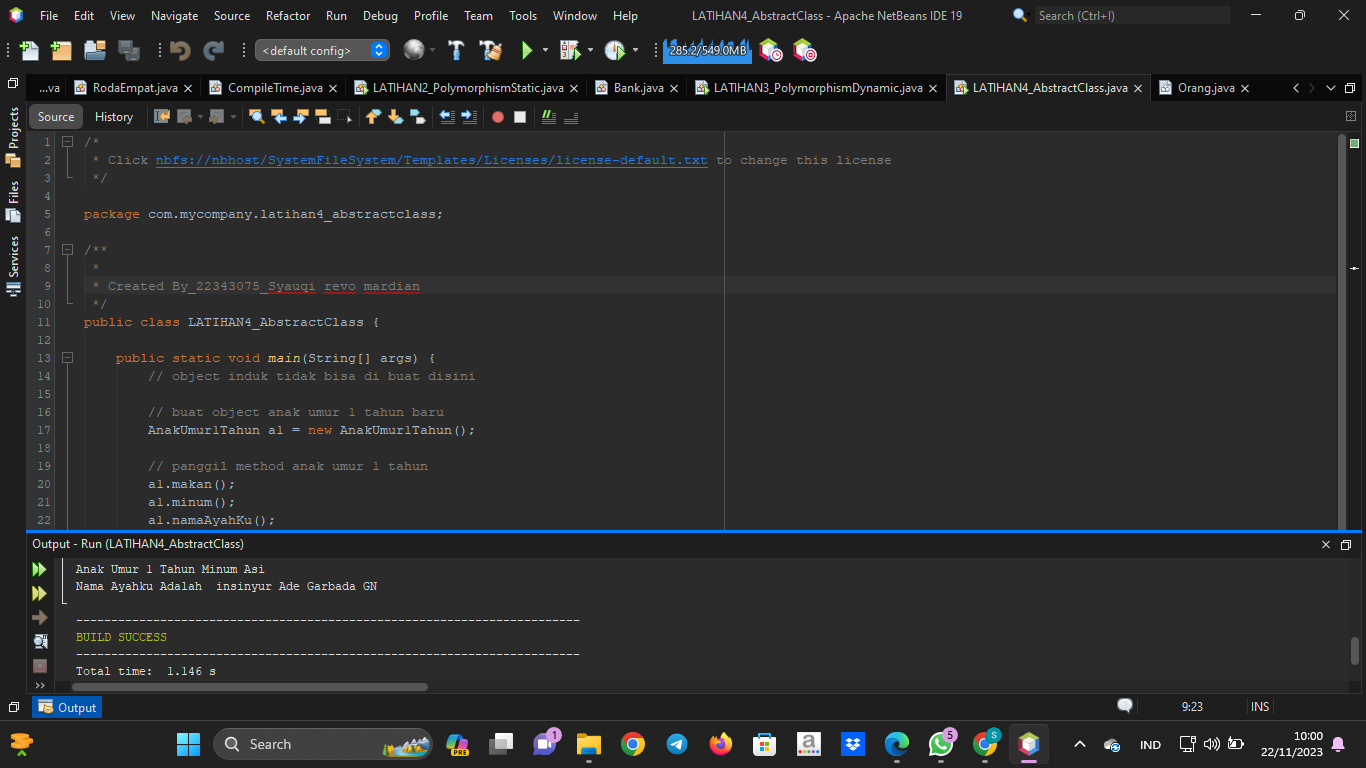 File Edit View Navigate Source Refactor Run Debug Profile Team Tools Window Help LATIHAN4_AbstractClass - Apache NetBeans IDE 19 Search (Ctrl+I)
<default config> 285.2/549.0MB
...va RodaEmpat.java CompileTime.java LATIHAN2_PolymorphismStatic.java Bank.java LATIHAN3_PolymorphismDynamic.java LATIHAN4_AbstractClass.java Orang.java
Projects
Files
Services
Source History
1 /*
2 * Click nbfs://nbhost/SystemFileSystem/Templates/Licenses/license-default.txt to change this license
3 */
4
5 package com.mycompany.latihan4_abstractclass;
6
7 /**
8 *
9 * Created By_22343075_Syauqi revo mardian
10 */
11 public class LATIHAN4_AbstractClass {
12
13 public static void main(String[] args) {
14 // object induk tidak bisa di buat disini
15
16 // buat object anak umur 1 tahun baru
17 AnakUmur1Tahun a1 = new AnakUmur1Tahun();
18
19 // panggil method anak umur 1 tahun
20 a1.makan();
21 a1.minum();
22 a1.namaAyahKu();
Output - Run (LATIHAN4_AbstractClass)
Anak Umur 1 Tahun Minum Asi
Nama Ayahku Adalah  insinyur Ade Garbada GN
------------------------------------------------------------------------
BUILD SUCCESS
------------------------------------------------------------------------
Total time:  1.146 s
Output 9:23 INS
Search PRE 1 a 5 S IND 10:00
22/11/2023